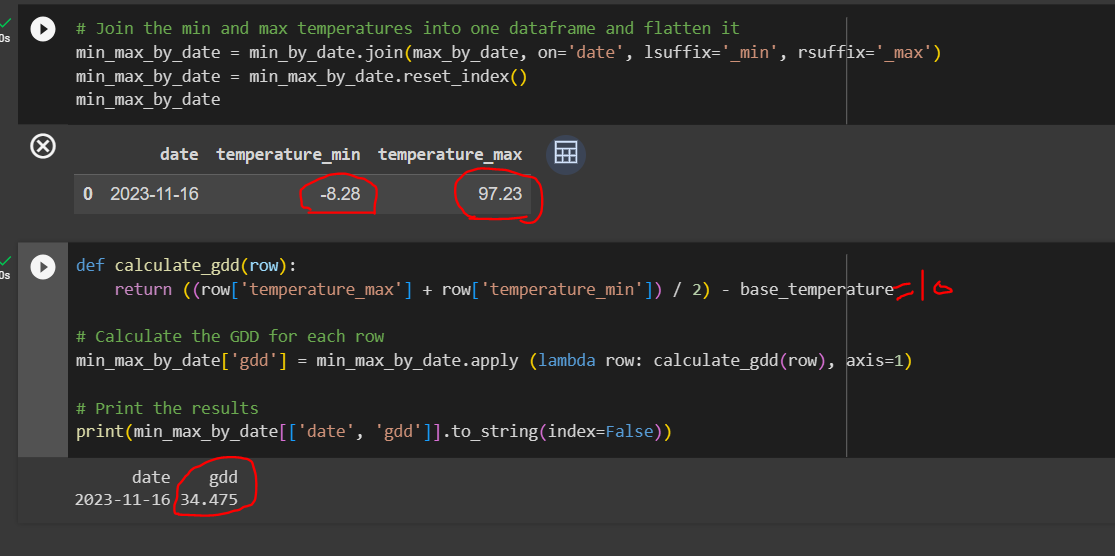 # Join the min and max temperatures into one dataframe and flatten it
0s
min_max_by_date = min_by_date.join(max_by_date, on='date', lsuffix='_min', rsuffix='_max')
min_max_by_date = min_max_by_date.reset_index()
min_max_by_date
date temperature_min temperature_max
0 2023-11-16 -8.28 97.23
def calculate_gdd(row):
0s
return ((row['temperature_max'] + row['temperature_min']) / 2) - base_temperature =10
# Calculate the GDD for each row
min_max_by_date['gdd'] = min_max_by_date.apply (lambda row: calculate_gdd(row), axis=1)
# Print the results
print(min_max_by_date[['date', 'gdd']].to_string(index=False))
date gdd
2023-11-16 34.475